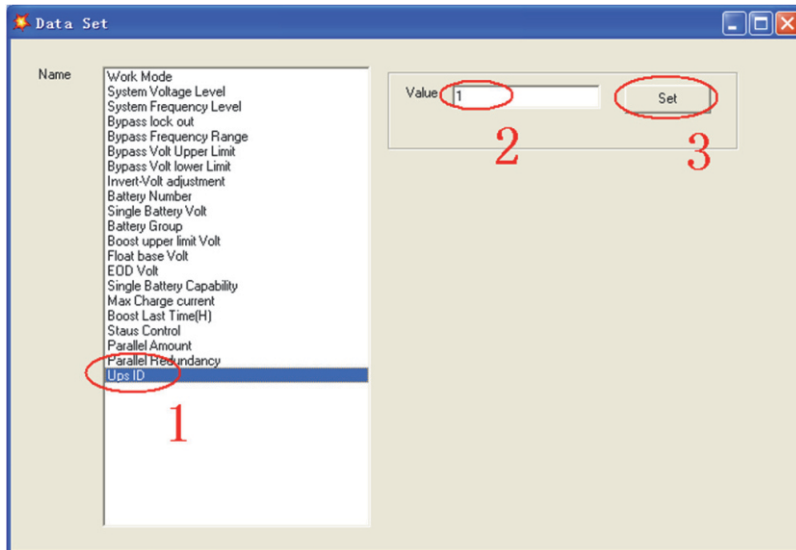 Data Set
Name
Work Mode
System Voltage Level
System Frequency Level
Bypass lock out
Bypass Frequency Range
Bypass Volt Upper Limit
Bypass Volt lower Limit
Invert-Volt adjustment
Battery Number
Single Battery Volt
Battery Group
Boost upper limit Volt
Float base Volt
EOD Volt
Single Battery Capability
Max Charge current
Boost Last Time(H)
Staus Control
Parallel Amount
Parallel Redundancy
Ups ID
1
Value 1
Set
2
3